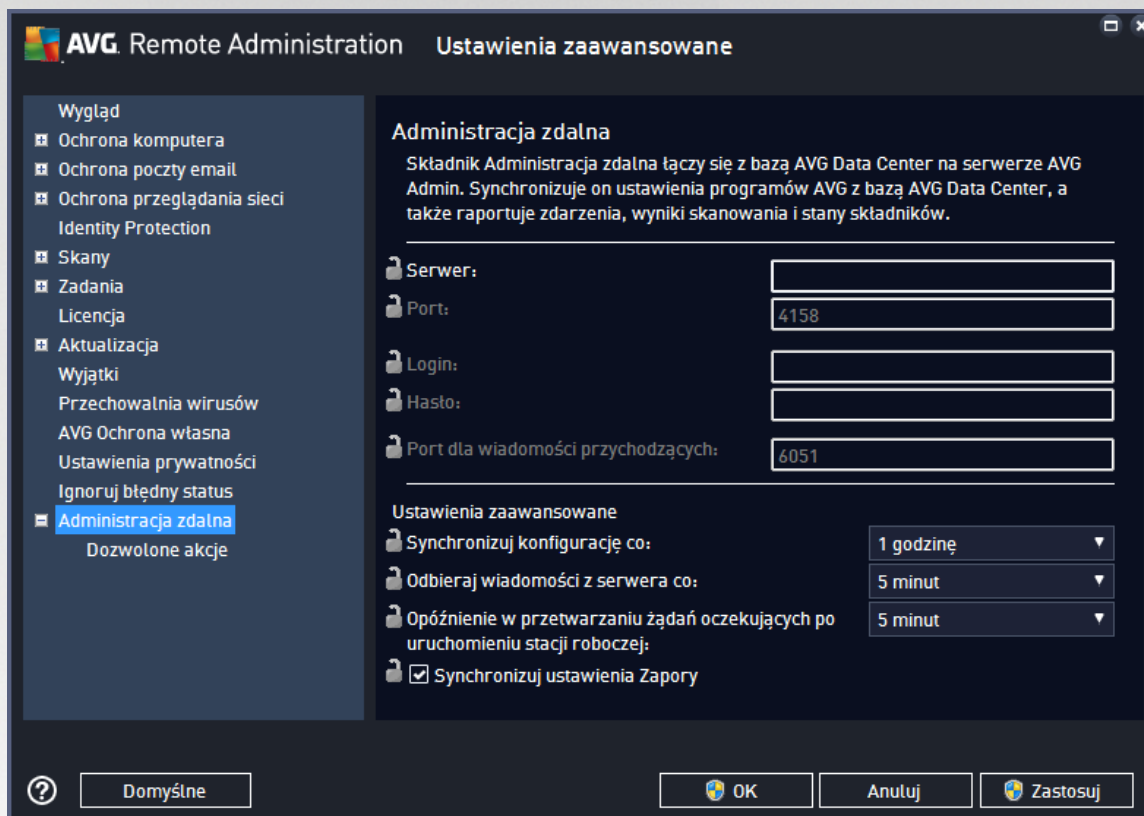 AVG. Remote Administration Ustawienia zaawansowane
Wygląd
Ochrona komputera
Ochrona poczty email
Ochrona przeglądania sieci
Identity Protection
Skany
Zadania
Licencja
Aktualizacja
Wyjątki
Przechowalnia wirusów
AVG Ochrona własna
Ustawienia prywatności
Ignoruj błędny status
Administracja zdalna
Dozwolone akcje
Administracja zdalna
Składnik Administracja zdalna łączy się z bazą AVG Data Center na serwerze AVG
Admin. Synchronizuje on ustawienia programów AVG z bazą AVG Data Center, a
także raportuje zdarzenia, wyniki skanowania i stany składników.
Serwer:
Port: 4158
Login:
Hasło:
Port dla wiadomości przychodzących: 6051
Ustawienia zaawansowane
Synchronizuj konfigurację co: 1 godzinę
Odbieraj wiadomości z serwera co: 5 minut
Opóźnienie w przetwarzaniu żądań oczekujących po 5 minut
uruchomieniu stacji roboczej:
Synchronizuj ustawienia Zapory
? Domyślne OK Anuluj Zastosuj